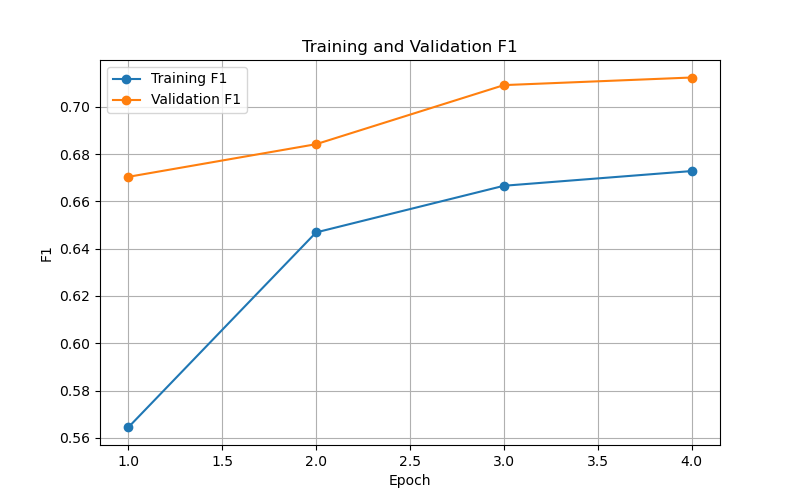 Training and Validation F1
Training F1
Validation F1
0.70
0.68
0.66
0.64
0.62
0.60
0.58
0.56
F1
1.0 1.5 2.0 2.5 3.0 3.5 4.0
Epoch